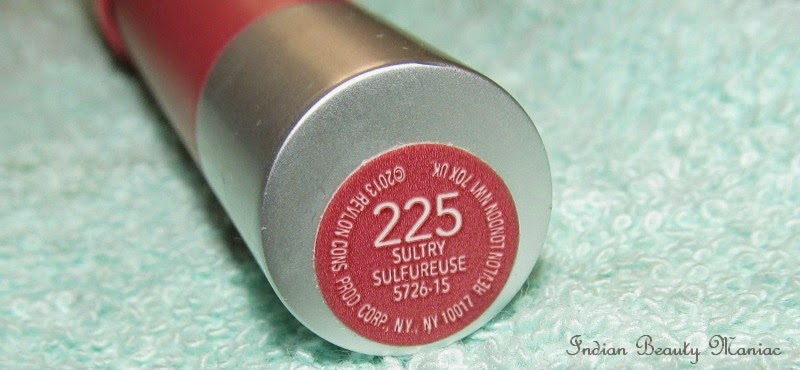 225
SULTRY
SULFUREUSE
5726-15
©2013 REVLON CONS. PROD. CORP., N.Y., NY 10017 REVLON LONDON NW1 7QX UK.
Indian Beauty Maniac